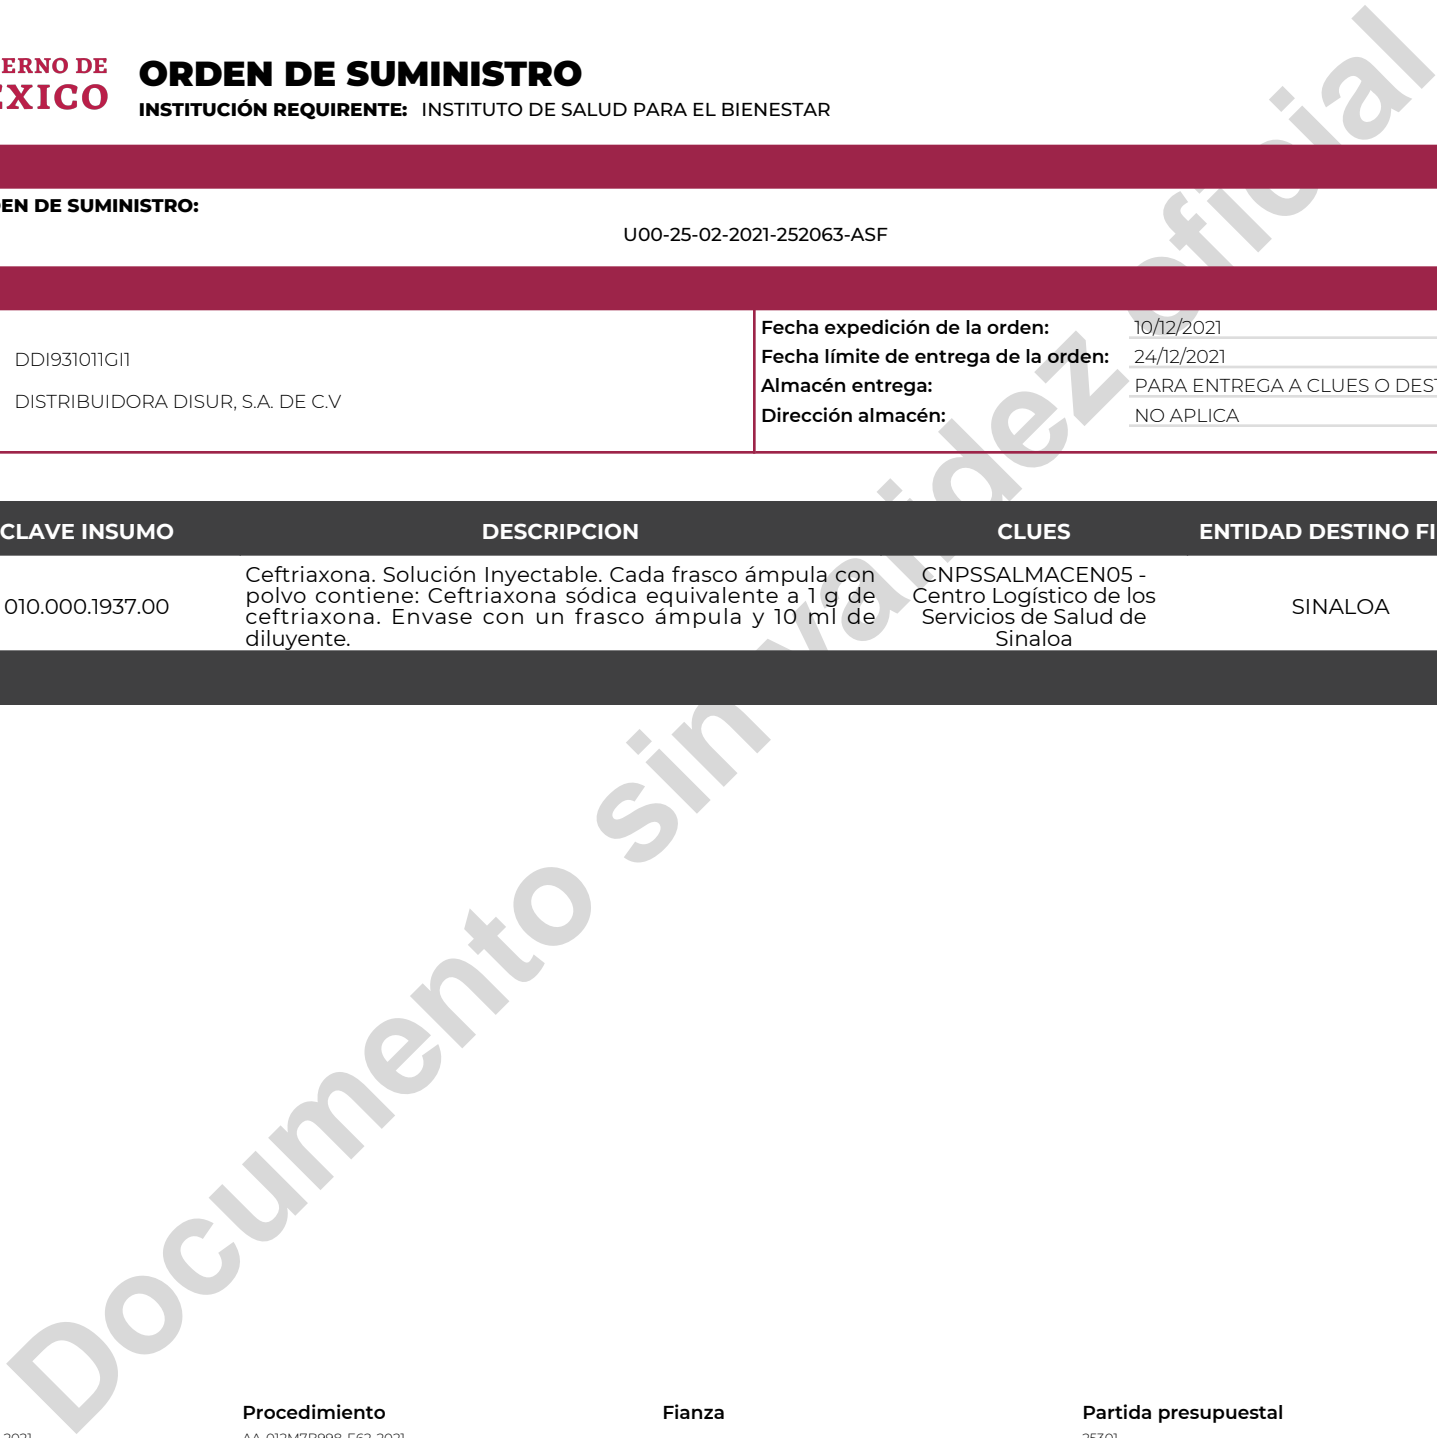 ERNO DE
EXICO
ORDEN DE SUMINISTRO
INSTITUCIÓN REQUIRENTE: INSTITUTO DE SALUD PARA EL BIENESTAR
EN DE SUMINISTRO:
U00-25-02-2021-252063-ASF
DDI931011GI1
DISTRIBUIDORA DISUR, S.A. DE C.V
Fecha expedición de la orden: 10/12/2021
Fecha límite de entrega de la orden: 24/12/2021
Almacén entrega: PARA ENTREGA A CLUES O DEST
Dirección almacén: NO APLICA
CLAVE INSUMO DESCRIPCION CLUES ENTIDAD DESTINO FI
010.000.1937.00
Ceftriaxona. Solución Inyectable. Cada frasco ámpula con
polvo contiene: Ceftriaxona sódica equivalente a 1 g de
ceftriaxona. Envase con un frasco ámpula y 10 ml de
diluyente.
CNPSSALMACEN05 -
Centro Logístico de los
Servicios de Salud de
Sinaloa
SINALOA
Documento sin validez oficial
Procedimiento Fianza Partida presupuestal